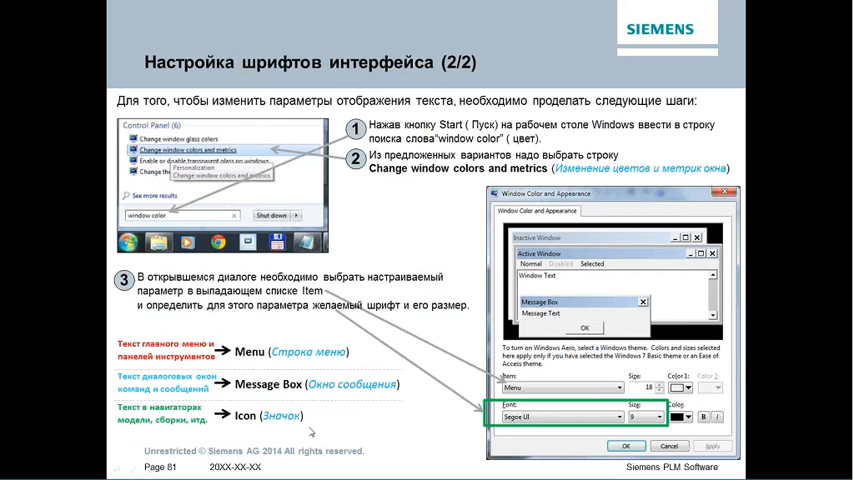 SIEMENS
Настройка шрифтов интерфейса (2/2)
Для того, чтобы изменить параметры отображения текста, необходимо проделать следующие шаги:
Control Panel (6)
Change window glass colors
Change window colors and metrics
Enable or disable transparent glass on windows
Change the
Personalization
Change window colors and metrics
See more results
window color
Shut down
1
Нажав кнопку Start ( Пуск) на рабочем столе Windows ввести в строку
поиска слова"window color" ( цвет).
2
Из предложенных вариантов надо выбрать строку
Change window colors and metrics (Изменение цветов и метрик окна)
3
В открывшемся диалоге необходимо выбрать настраиваемый
параметр в выпадающем списке Item
и определить для этого параметра желаемый шрифт и его размер.
Текст главного меню и
панелей инструментов
Menu (Строка меню)
Текст диалоговых окон
команд и сообщений
Message Box (Окно сообщения)
Текст в навигаторах
модели, сборки, итд.
Icon (Значок)
Window Color and Appearance
Window Color and Appearance
Inactive Window
Active Window
Normal Disabled Selected
Window Text
Message Box
Message Text
OK
To turn on Windows Aero, select a Windows theme. Colors and sizes selected
here apply only if you have selected the Windows 7 Basic theme or an Ease of
Access theme.
Item: Size: Color 1: Color 2:
Menu 18
Font: Size: Color:
Segoe UI 9 B I
OK Cancel Apply
Unrestricted © Siemens AG 2014 All rights reserved.
Page 81 20XX-XX-XX Siemens PLM Software